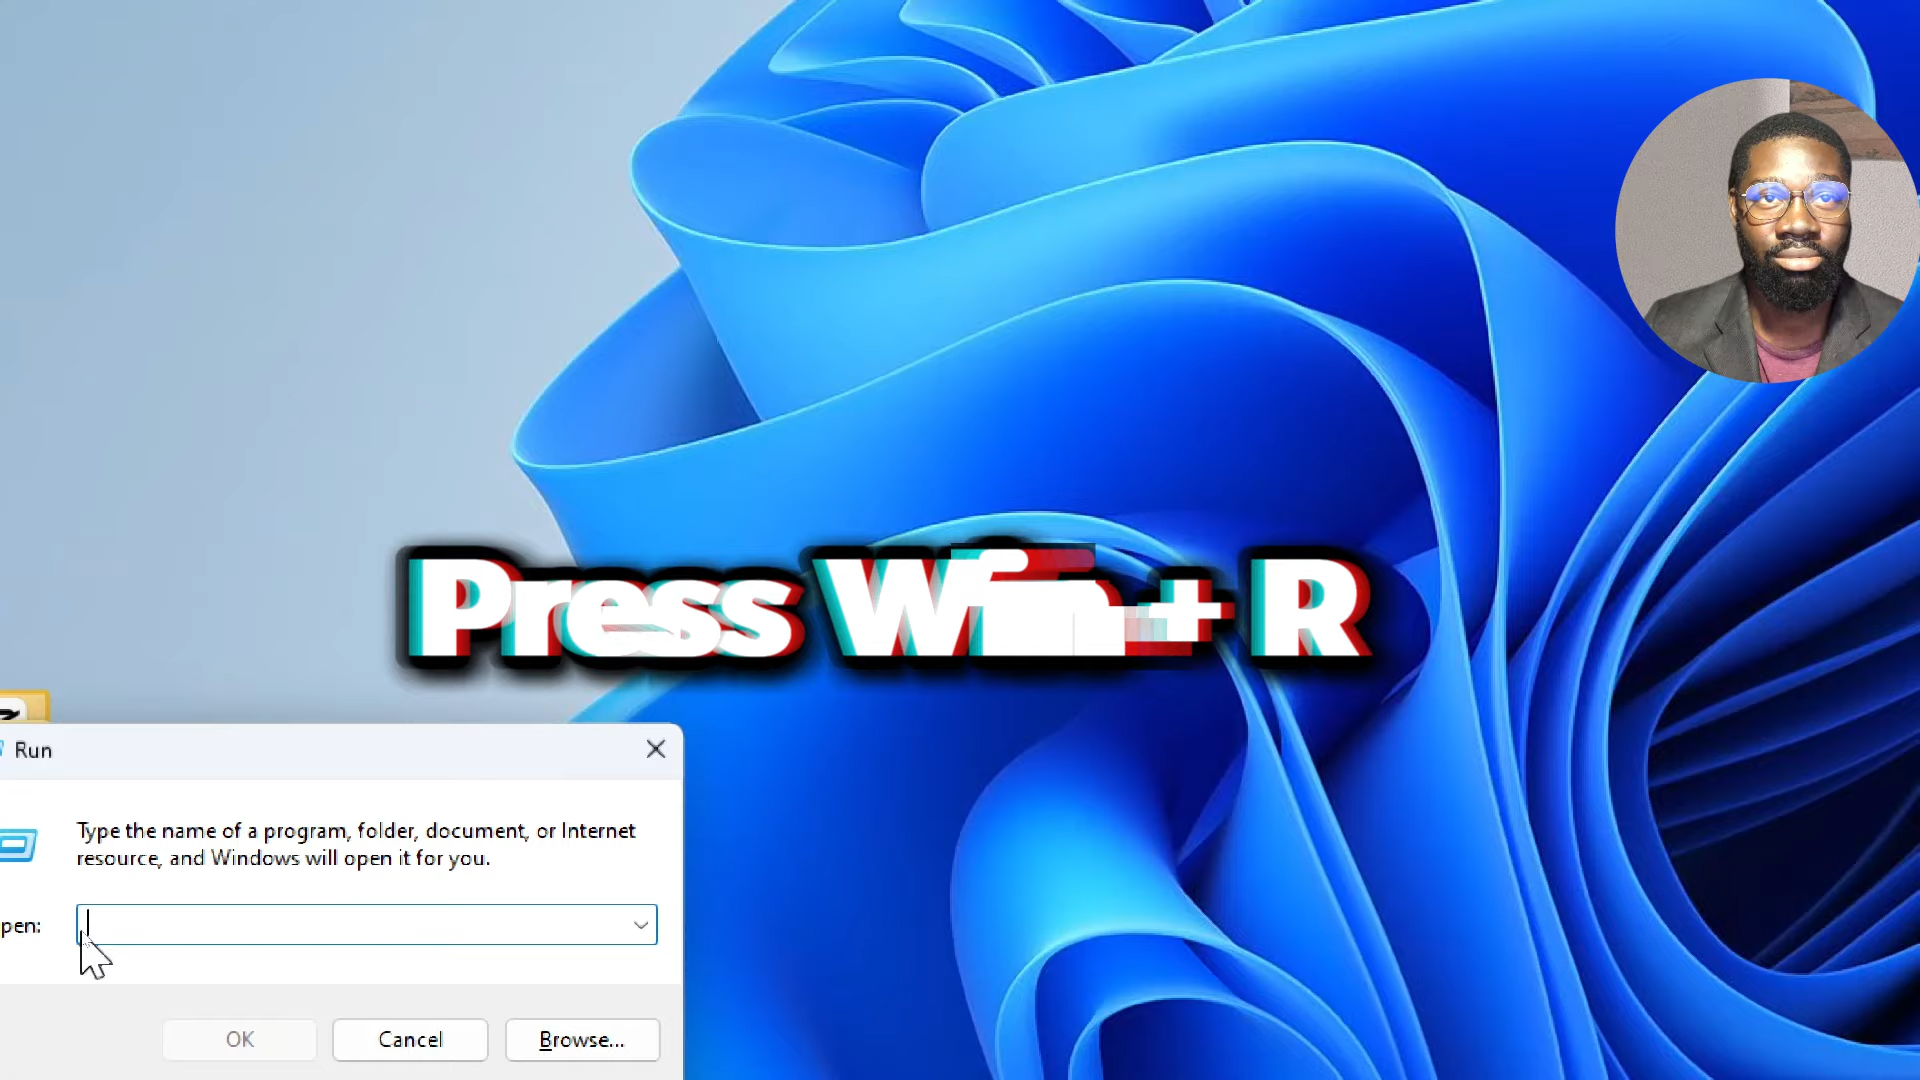 Press Win + R
Run
Type the name of a program, folder, document, or Internet
resource, and Windows will open it for you.
pen:
OK
Cancel
Browse...